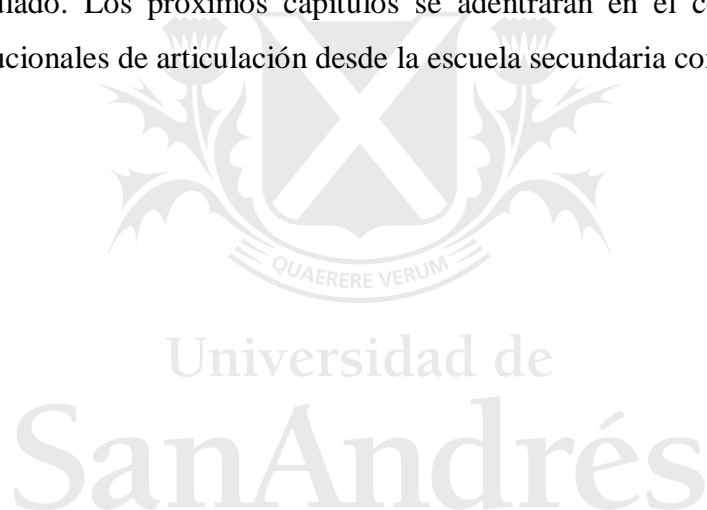 ulado. Los próximos capítulos se adentrarán en el c
ucionales de articulación desde la escuela secundaria co
QUAERERE VERUM
Universidad de
SanAndrés